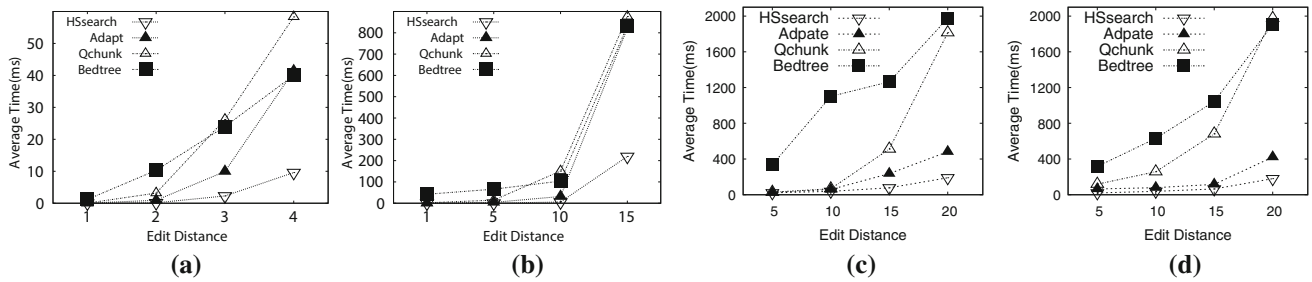 HSsearch
Adapt
Qchunk
Bedtree
Average Time(ms)
60
50
40
30
20
10
0
1 2 3 4
Edit Distance
(a)
HSsearch
Adapt
Qchunk
Bedtree
Average Time(ms)
800
700
600
500
400
300
200
100
0
1 5 10 15
Edit Distance
(b)
HSsearch
Adpate
Qchunk
Bedtree
Average Time(ms)
2000
1600
1200
800
400
0
5 10 15 20
Edit Distance
(c)
HSsearch
Adpate
Qchunk
Bedtree
Average Time(ms)
2000
1600
1200
800
400
0
5 10 15 20
Edit Distance
(d)